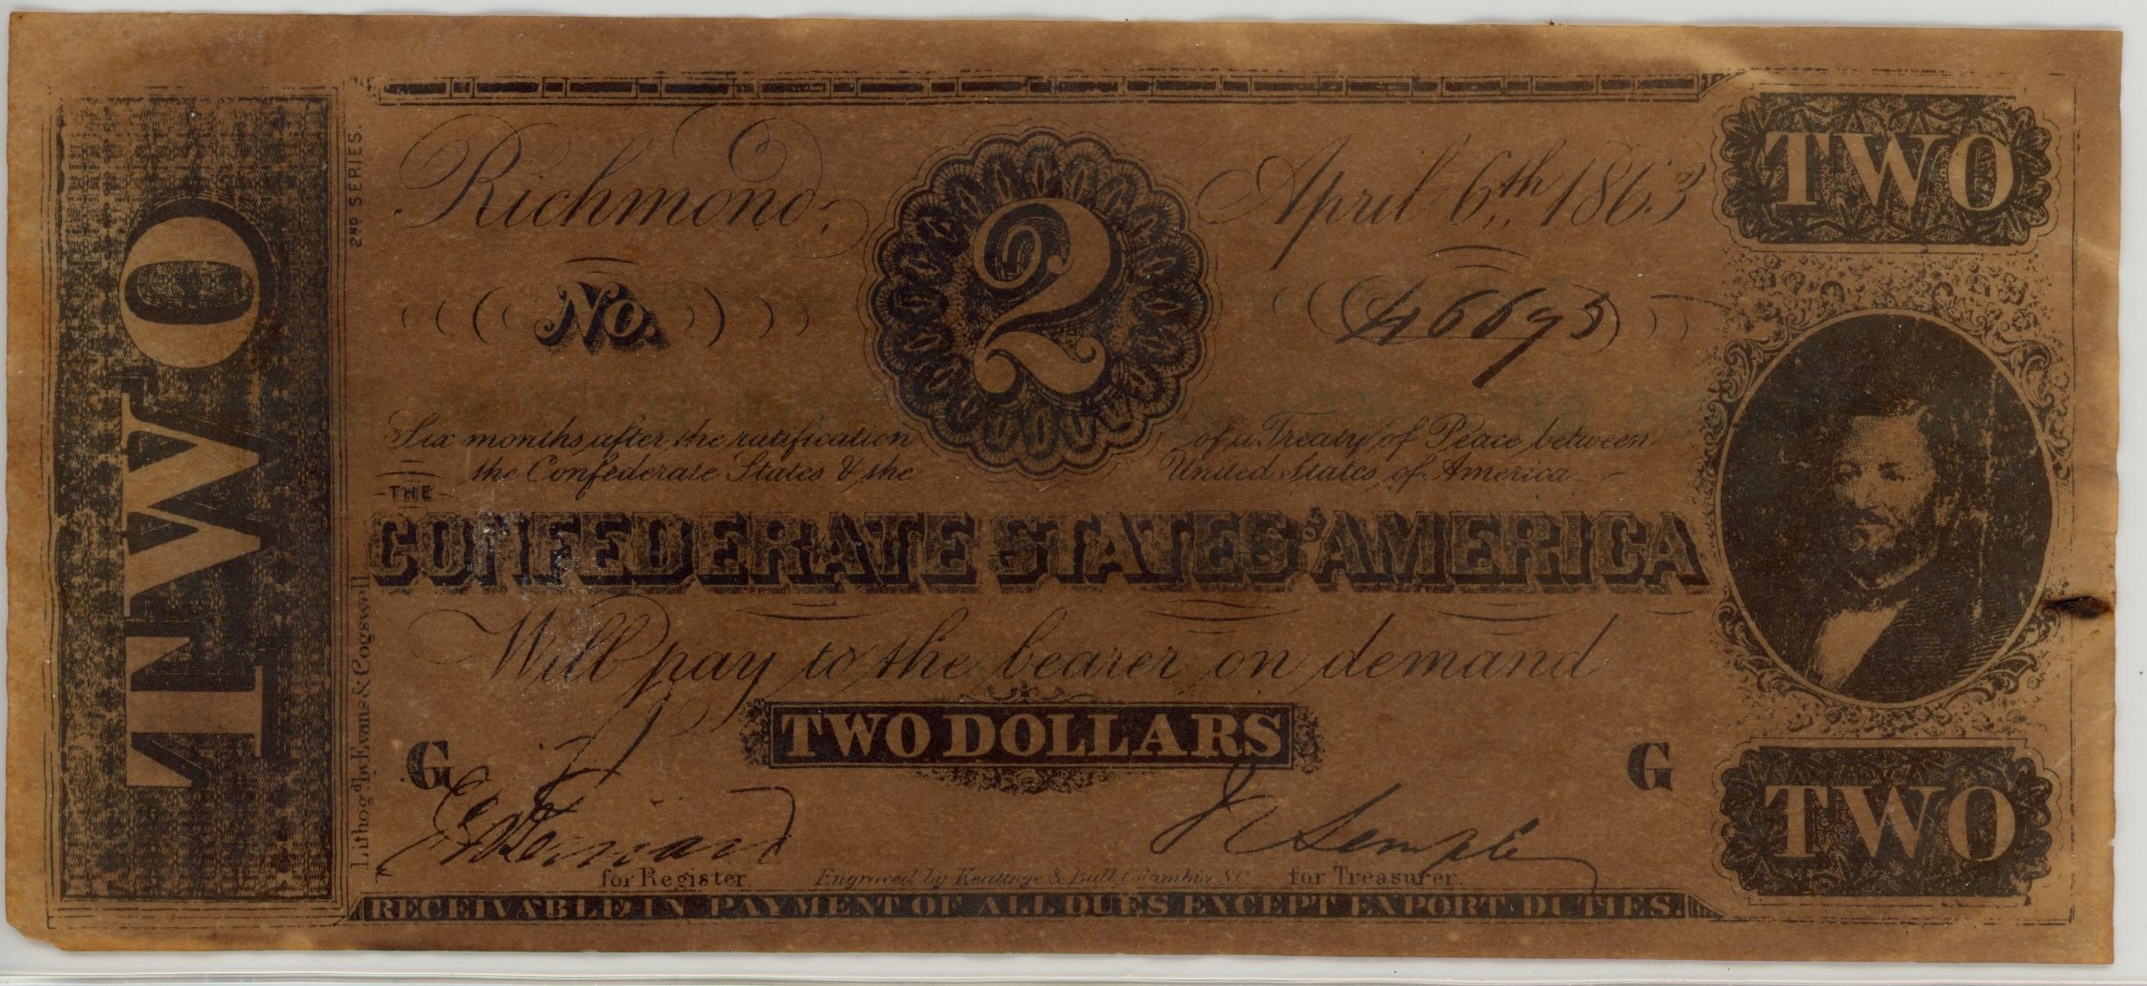 TWO
2ND SERIES.
Richmond, April 6th, 1863
TWO
2
No. 46693
Six months after the ratification of a Treaty of Peace between
the Confederate States & the United States of America
THE
CONFEDERATE STATES AMERICA
Will pay to the bearer on demand
TWO DOLLARS
G G
TWO
J C Semple
for Register. Engraved by Keatinge & Ball Columbia S.C. for Treasurer.
Lithog'd by Evans & Cogswell
RECEIVABLE IN PAYMENT OF ALL DUES EXCEPT EXPORT DUTIES.